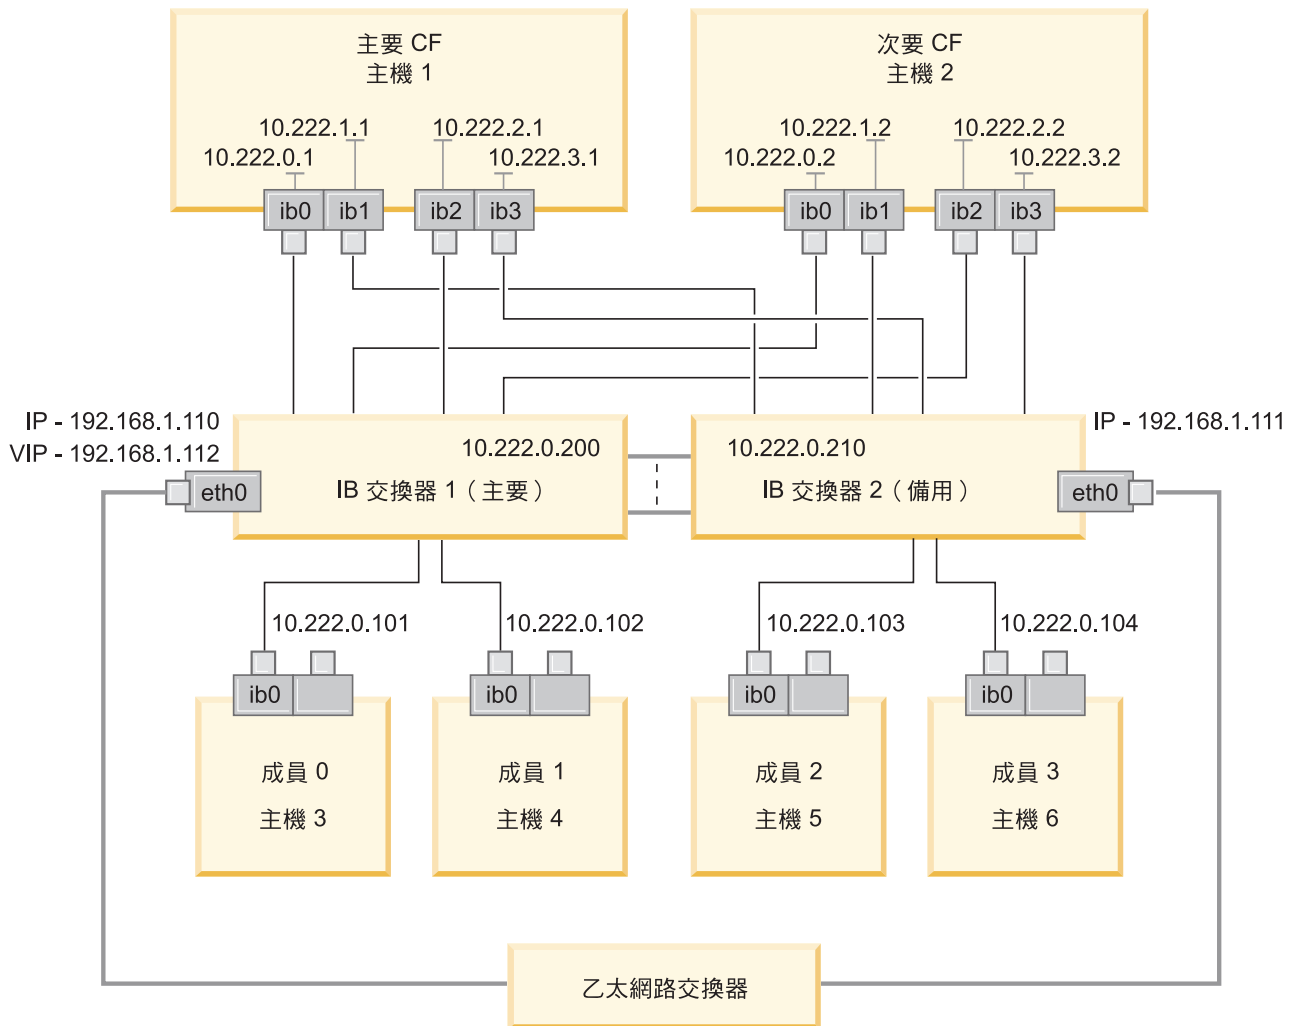 主要 CF
主機 1
次要 CF
主機 2
10.222.1.1
10.222.2.1
10.222.0.1
10.222.3.1
10.222.1.2
10.222.2.2
10.222.0.2
10.222.3.2
ib0
ib1
ib2
ib3
ib0
ib1
ib2
ib3
IP - 192.168.1.110
VIP - 192.168.1.112
IP - 192.168.1.111
10.222.0.200
10.222.0.210
eth0
IB 交換器 1（主要）
IB 交換器 2（備用）
eth0
10.222.0.101
10.222.0.102
10.222.0.103
10.222.0.104
ib0
ib0
ib0
ib0
成員 0
主機 3
成員 1
主機 4
成員 2
主機 5
成員 3
主機 6
乙太網路交換器